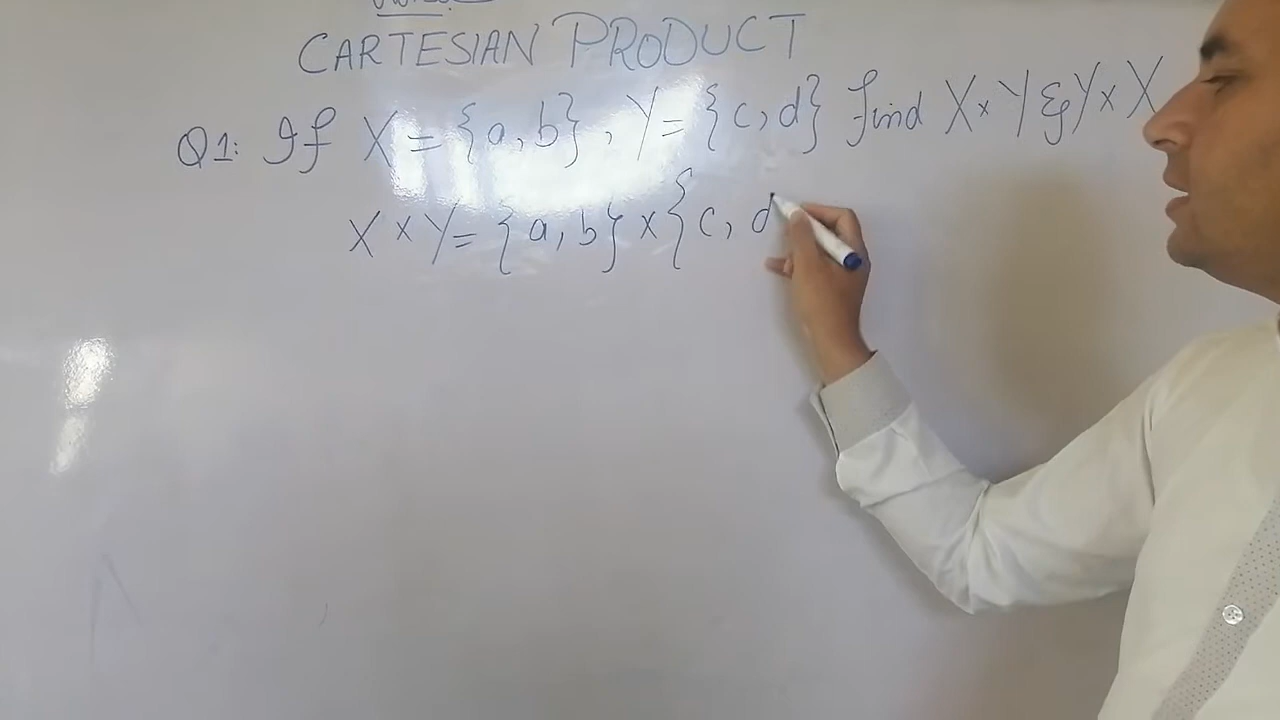 CARTESIAN PRODUCT
Q1: If X = {a, b}, Y = {c, d} find X × Y & Y × X
X × Y = {a, b} × {c, d